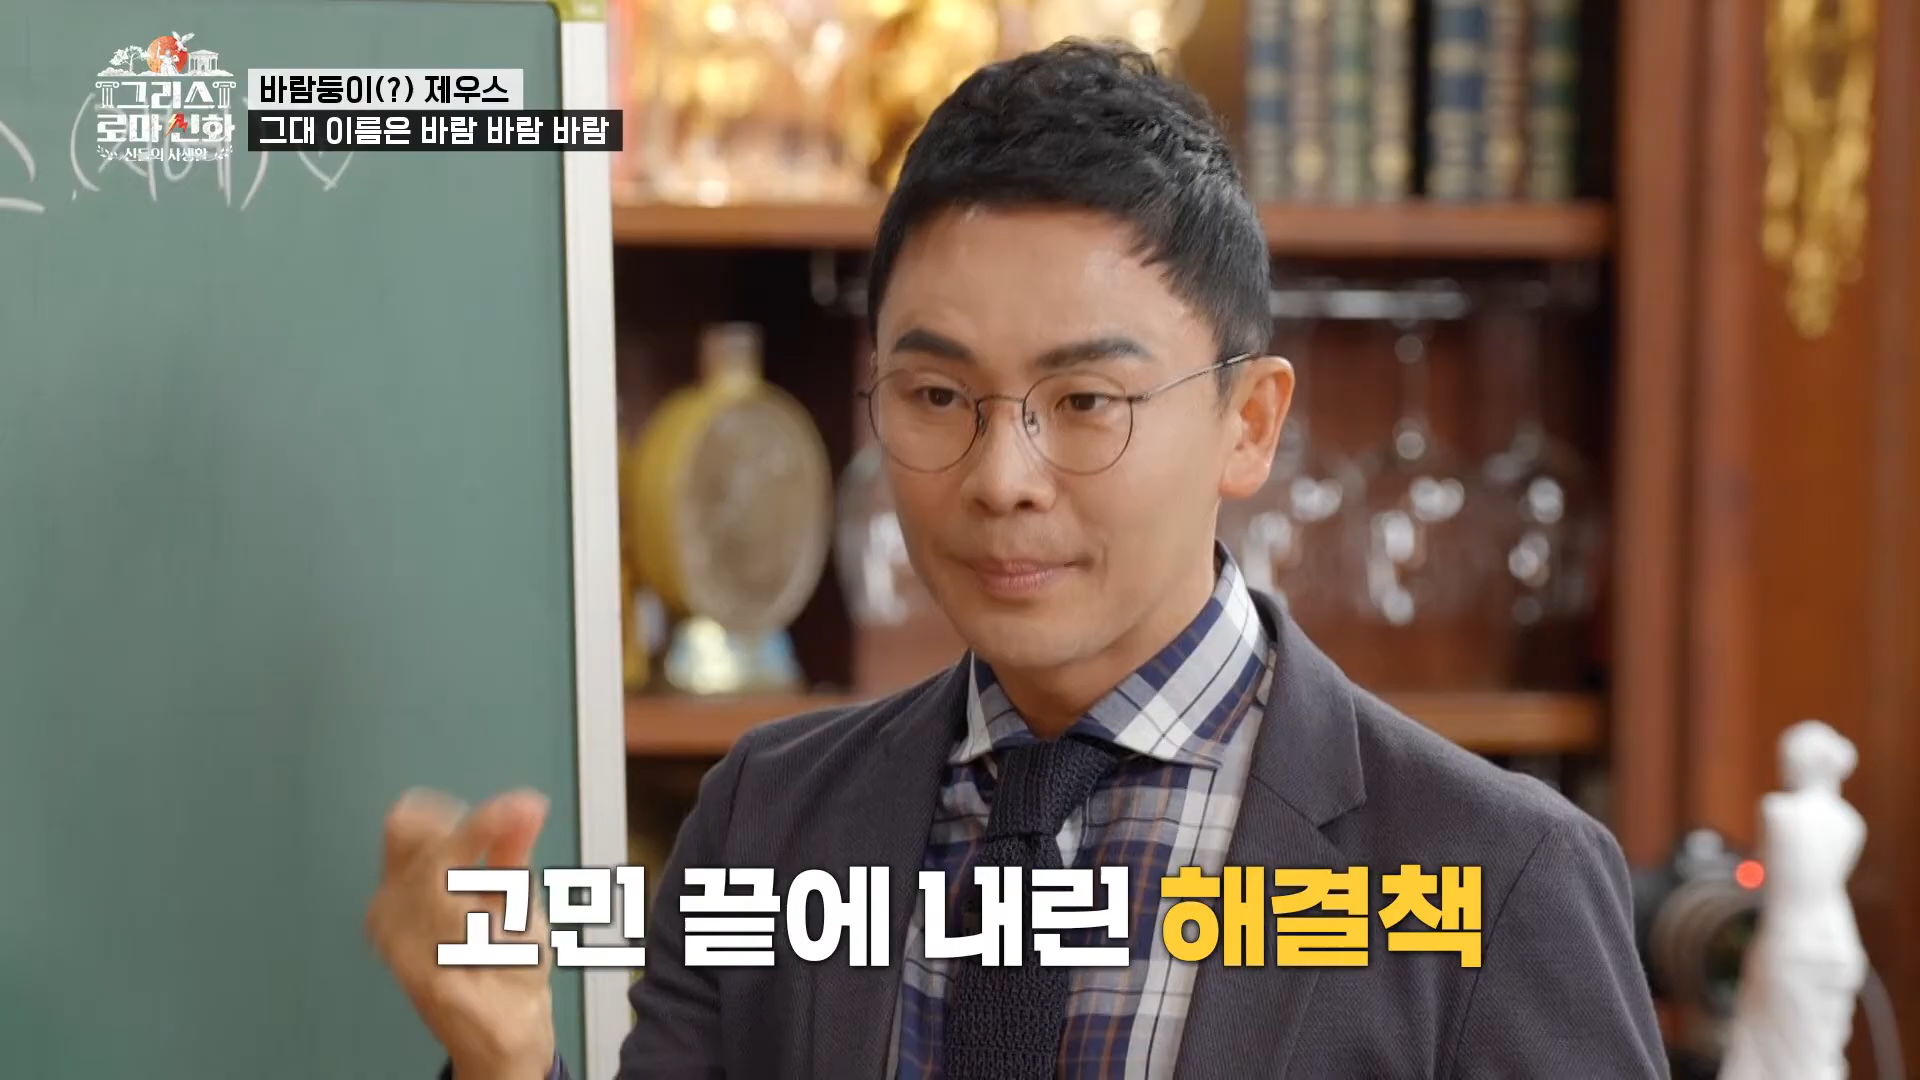 그리스
로마 신화
신들의 사생활
바람둥이(?) 제우스
그대 이름은 바람 바람 바람
고민 끝에 내린 해결책